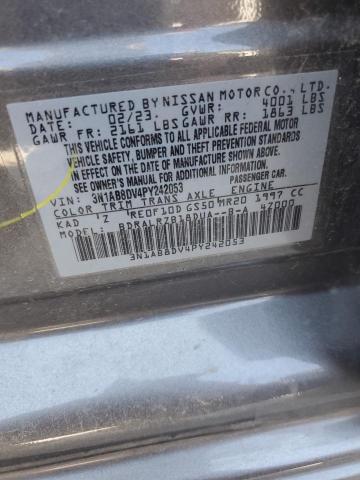 MANUFACTURED BY NISSAN MOTOR CO., LTD.
DATE: 02/23. GVWR: 4001 LBS
GAWR FR: 2161 LBS GAWR RR: 1863 LBS
THIS VEHICLE CONFORMS TO ALL APPLICABLE FEDERAL MOTOR
VEHICLE SAFETY, BUMPER AND THEFT PREVENTION STANDARDS
IN EFFECT ON THE DATE OF MANUFACTURE SHOWN ABOVE.
SEE OWNER'S MANUAL FOR ADDITIONAL INFORMATION.
VIN: 3N1AB8DV4PY242053 PASSENGER CAR
COLOR TRIM TRANS AXLE ENGINE
KAD Z RE0F10D GS50 MR20 1997 CC
BDRALRZB18DUA--B-A 42000
3N1AB8DV4PY242053